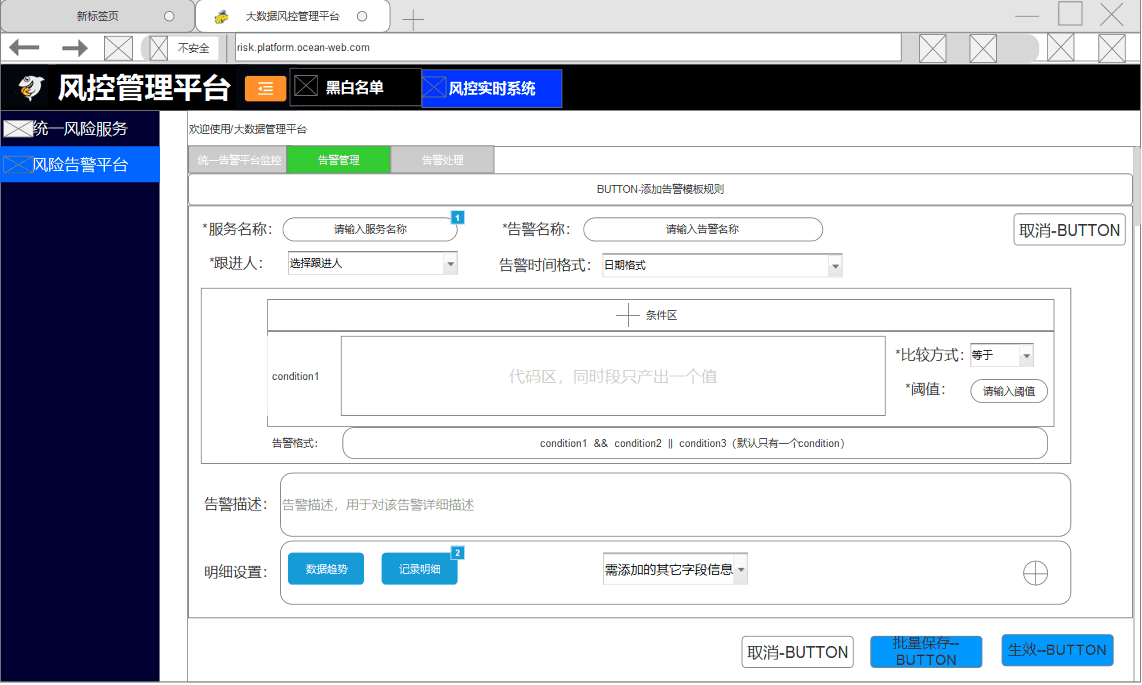 新标签页
大数据风控管理平台
不安全
risk.platform.ocean-web.com
风控管理平台
黑白名单
风控实时系统
统一风险服务
风险告警平台
欢迎使用/大数据管理平台
统一告警平台监控
告警管理
告警处理
BUTTON-添加告警模板规则
*服务名称：
请输入服务名称
1
*告警名称：
请输入告警名称
取消-BUTTON
*跟进人：
选择跟进人
告警时间格式：
日期格式
条件区
condition1
代码区，同时段只产出一个值
*比较方式：
等于
*阈值：
请输入阈值
告警格式：
condition1 && condition2 || condition3（默认只有一个condition）
告警描述：
告警描述，用于对该告警详细描述
明细设置：
数据趋势
记录明细
2
需添加的其它字段信息
取消-BUTTON
批量保存--
BUTTON
生效--BUTTON